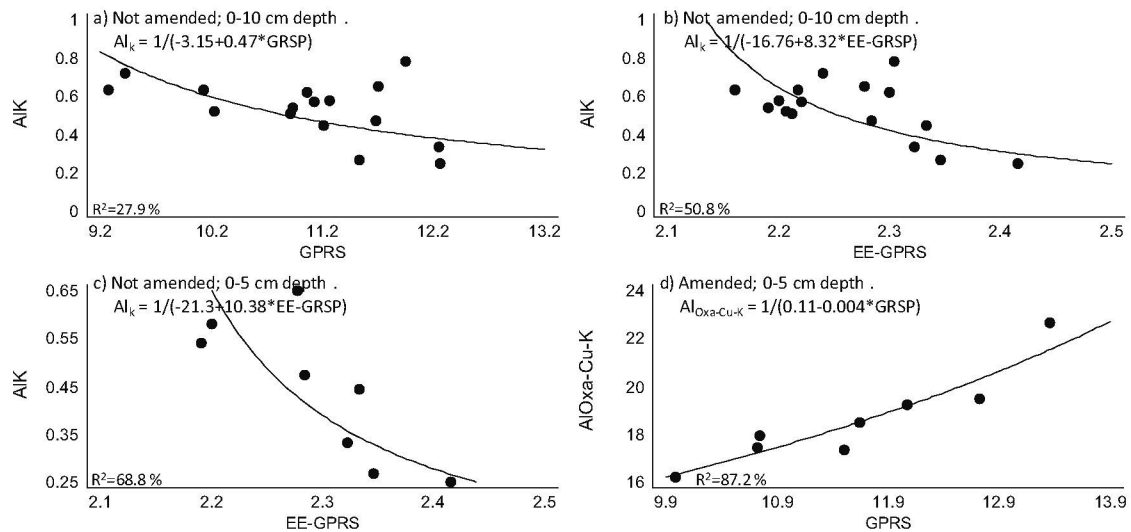 a) Not amended; 0-10 cm depth .
Al_k = 1/(-3.15+0.47*GRSP)
1
0.8
0.6
0.4
0.2
0
AlK
R²=27.9 %
9.2 10.2 11.2 12.2 13.2
GPRS
b) Not amended; 0-10 cm depth .
Al_k = 1/(-16.76+8.32*EE-GRSP)
1
0.8
0.6
0.4
0.2
0
AlK
R²=50.8 %
2.1 2.2 2.3 2.4 2.5
EE-GPRS
c) Not amended; 0-5 cm depth .
Al_k = 1/(-21.3+10.38*EE-GRSP)
0.65
0.55
0.45
0.35
0.25
AlK
R²=68.8 %
2.1 2.2 2.3 2.4 2.5
EE-GPRS
d) Amended; 0-5 cm depth .
Al_Oxa-Cu-K = 1/(0.11-0.004*GRSP)
24
22
20
18
16
AlOxa-Cu-K
R²=87.2 %
9.9 10.9 11.9 12.9 13.9
GPRS